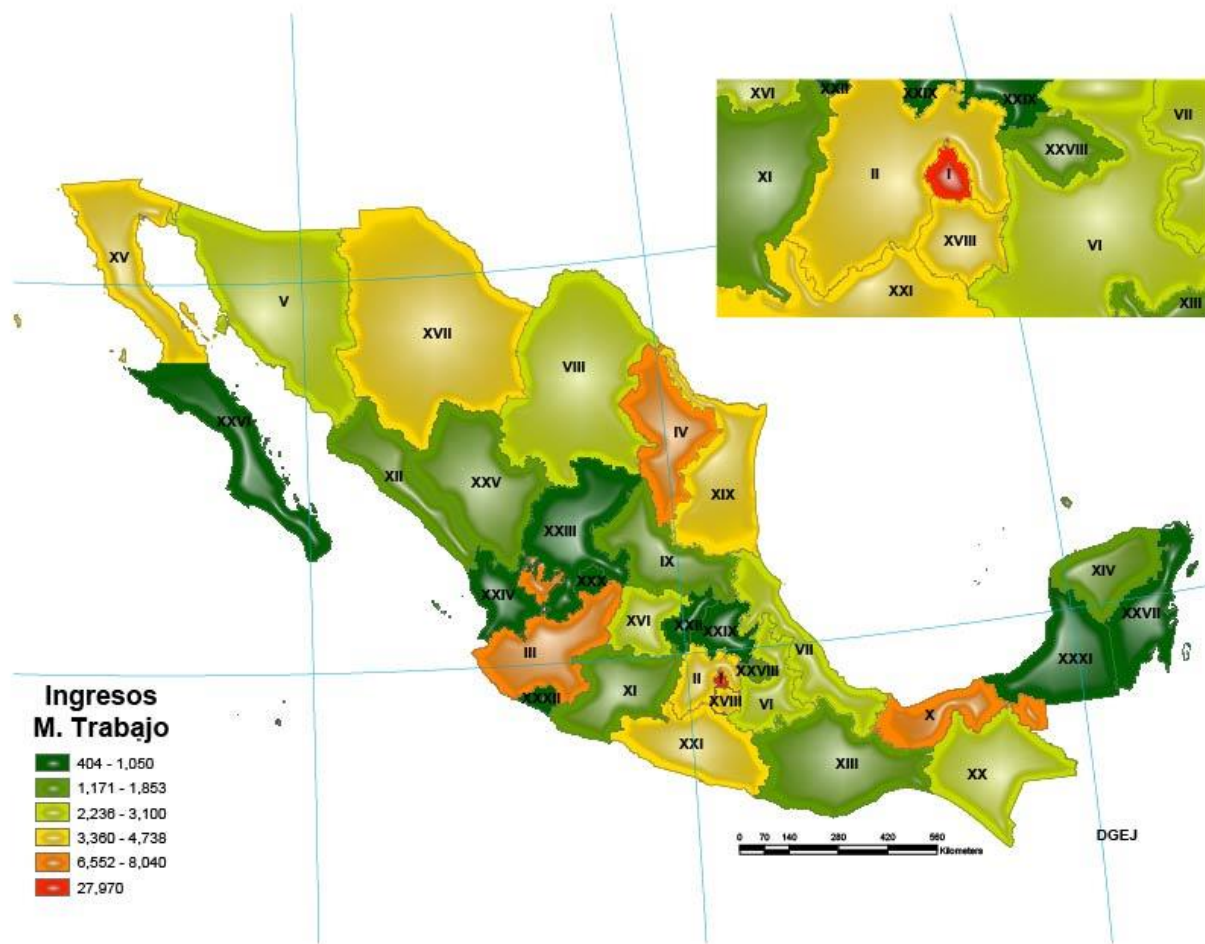 XVI
XXII
XXIX
XXIX
VII
XI
II
I
XXVIII
XVIII
VI
XXI
XIII
XV
V
XVII
VIII
XXVI
IV
XII
XXV
XIX
XXIII
IX
XIV
XXIV
XXX
XXVII
XVI
XXII
XXIX
III
VII
XXXI
XXVIII
II
I
XI
XXXII
XVIII
VI
X
XXI
XIII
XX
Ingresos
M. Trabajo
404 - 1,050
1,171 - 1,853
2,236 - 3,100
3,360 - 4,738
6,552 - 8,040
27,970
DGEJ
0 70 140 280 420 560
Kilometers